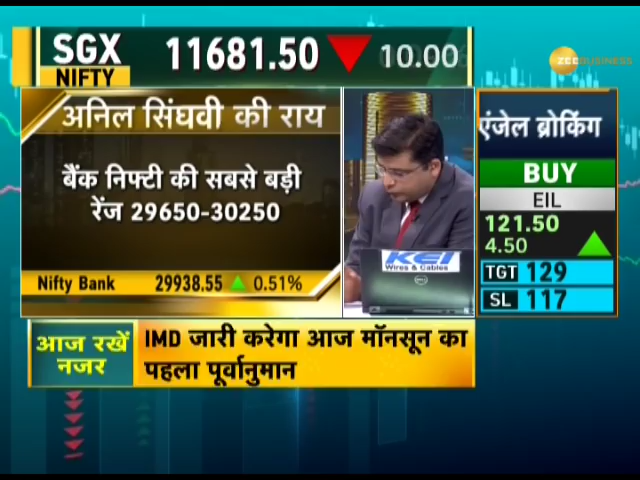 SGX
NIFTY
11681.50
10.00
ZEEBUSINESS
अनिल सिंघवी की राय
बैंक निफ्टी की सबसे बड़ी
रेंज 29650-30250
Nifty Bank 29938.55 0.51%
KEI
Wires & Cables
DELL
एंजेल ब्रोकिंग
BUY
EIL
121.50
4.50
TGT 129
SL 117
आज रखें
नजर
IMD जारी करेगा आज मॉनसून का
पहला पूर्वानुमान